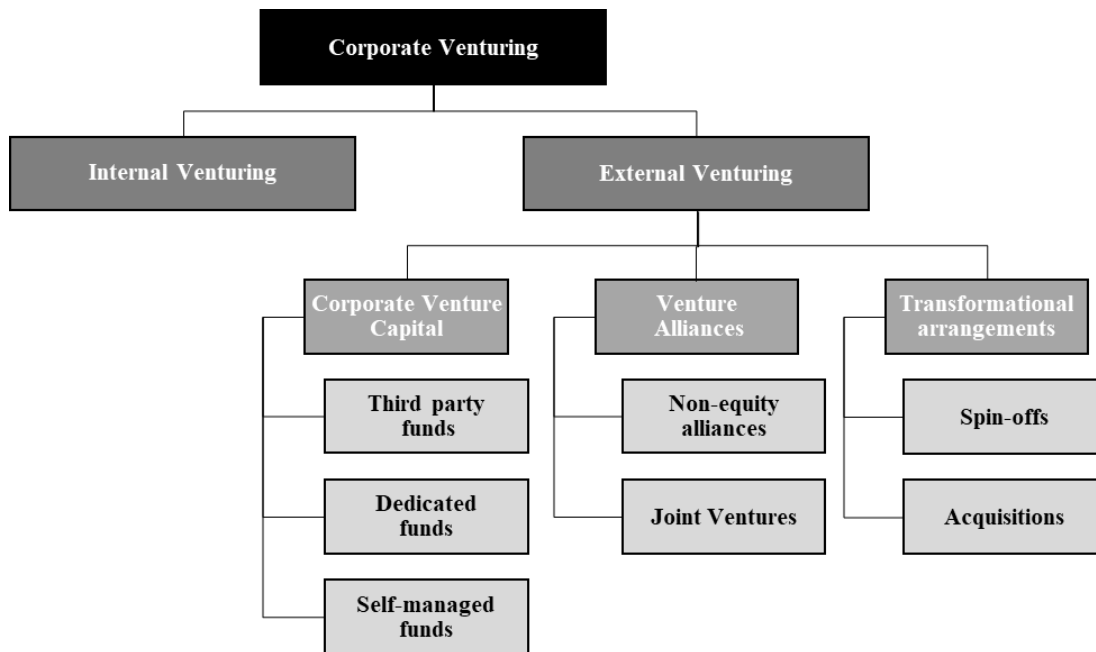 Corporate Venturing
Internal Venturing
External Venturing
Corporate Venture
Capital
Venture
Alliances
Transformational
arrangements
Third party
funds
Non-equity
alliances
Spin-offs
Dedicated
funds
Joint Ventures
Acquisitions
Self-managed
funds